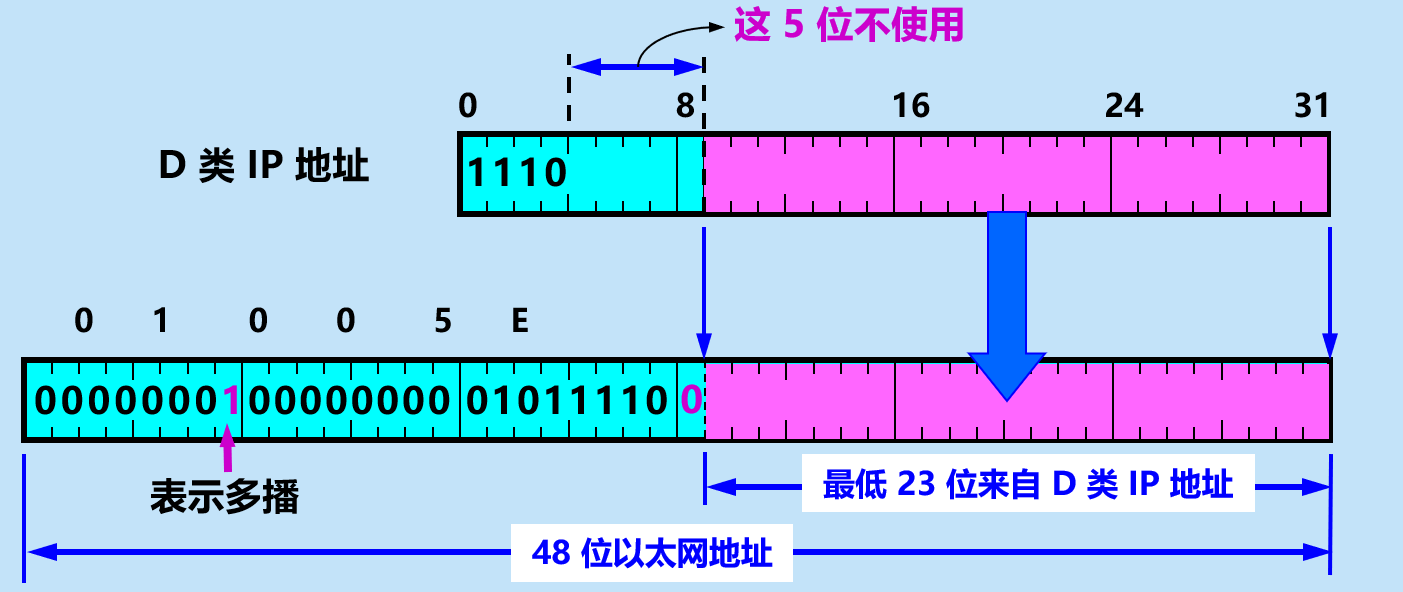 这 5 位不使用
0 8 16 24 31
D 类 IP 地址
1110
0 1 0 0 5 E
00000001 00000000 01011110 0
表示多播
最低 23 位来自 D 类 IP 地址
48 位以太网地址